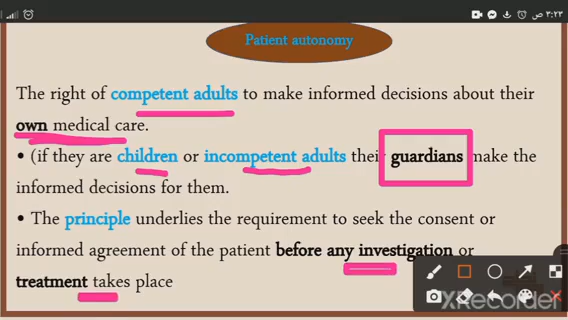 ٣:٢٣ ص
Patient autonomy
The right of competent adults to make informed decisions about their
own medical care.
• (if they are children or incompetent adults their guardians make the
informed decisions for them.
• The principle underlies the requirement to seek the consent or
informed agreement of the patient before any investigation or
treatment takes place
XRecorder